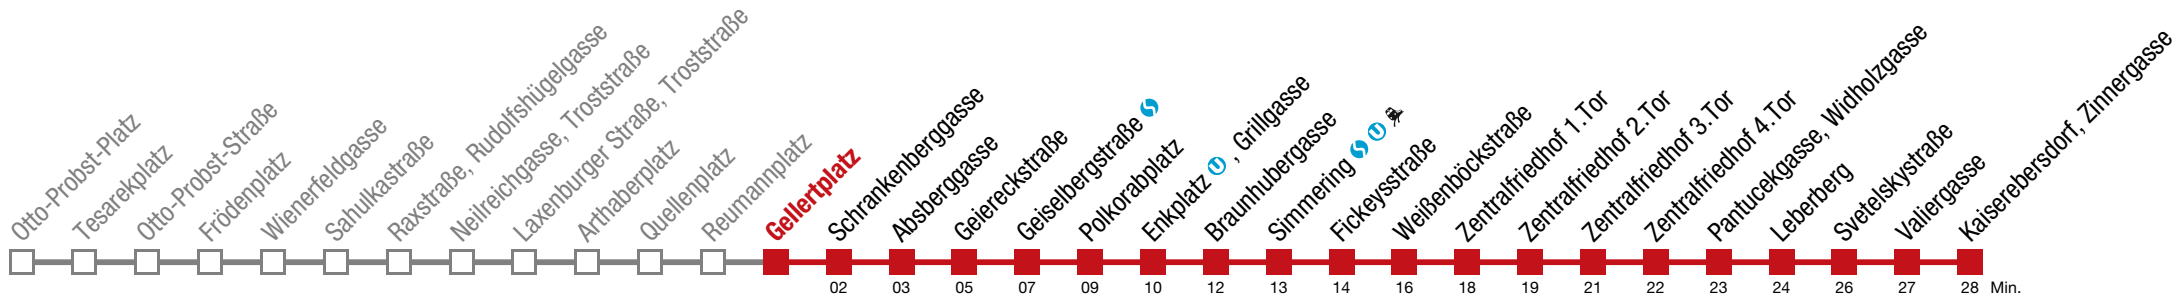 Otto-Probst-Platz
Tesarekplatz
Otto-Probst-Straße
Frödenplatz
Wienerfeldgasse
Sahulkastraße
Raxstraße, Rudolfshügelgasse
Neilreichgasse, Troststraße
Laxenburger Straße, Troststraße
Arthaberplatz
Quellenplatz
Reumannplatz
Gellertplatz
Schrankenberggasse
Absberggasse
Geiereckstraße
Geiselbergstraße S
Polkorabplatz
Enkplatz U , Grillgasse
Braunhubergasse
Simmering S U
Fickeysstraße
Weißenböckstraße
Zentralfriedhof 1.Tor
Zentralfriedhof 2.Tor
Zentralfriedhof 3.Tor
Zentralfriedhof 4.Tor
Pantucekgasse, Widholzgasse
Leberberg
Svetelskystraße
Valiergasse
Kaiserebersdorf, Zinnergasse
02 03 05 07 09 10 12 13 14 16 18 19 21 22 23 24 26 27 28 Min.